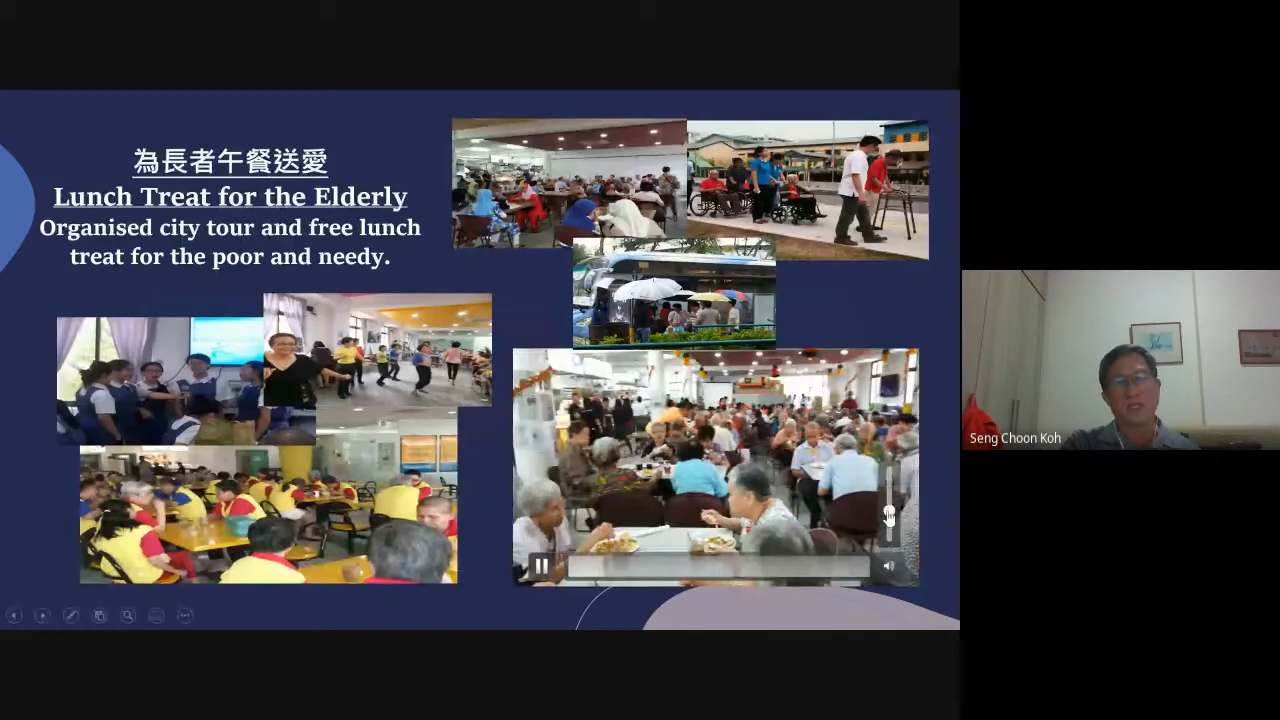 為長者午餐送愛
Lunch Treat for the Elderly
Organised city tour and free lunch
treat for the poor and needy.
Seng Choon Koh